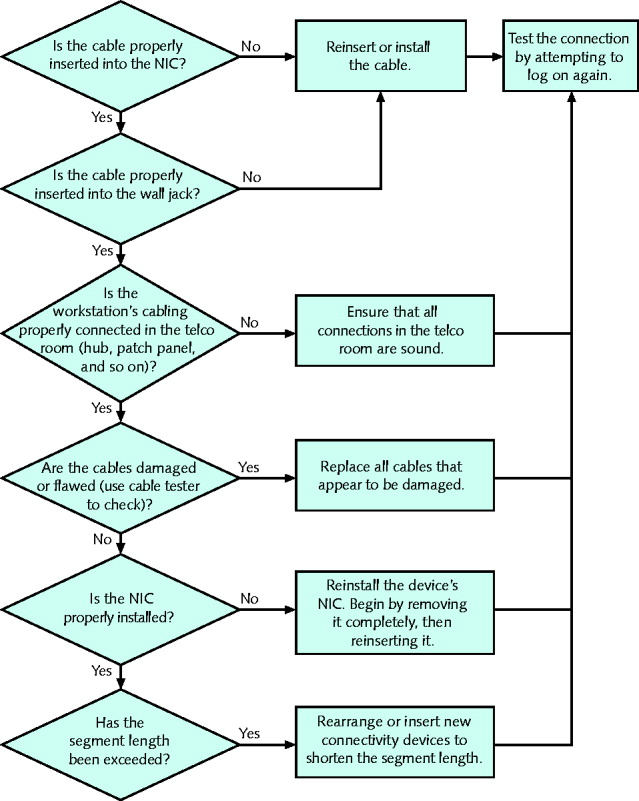 Is the cable properly
inserted into the NIC?
No
Reinsert or install
the cable.
Test the connection
by attempting to
log on again.
Yes
Is the cable properly
inserted into the wall jack?
No
Yes
Is the
workstation's cabling
properly connected in the telco
room (hub, patch panel,
and so on)?
No
Ensure that all
connections in the telco
room are sound.
Yes
Are the cables damaged
or flawed (use cable tester
to check)?
Yes
Replace all cables that
appear to be damaged.
No
Is the NIC
properly installed?
No
Reinstall the device's
NIC. Begin by removing
it completely, then
reinserting it.
Yes
Has the
segment length
been exceeded?
Yes
Rearrange or insert new
connectivity devices to
shorten the segment length.